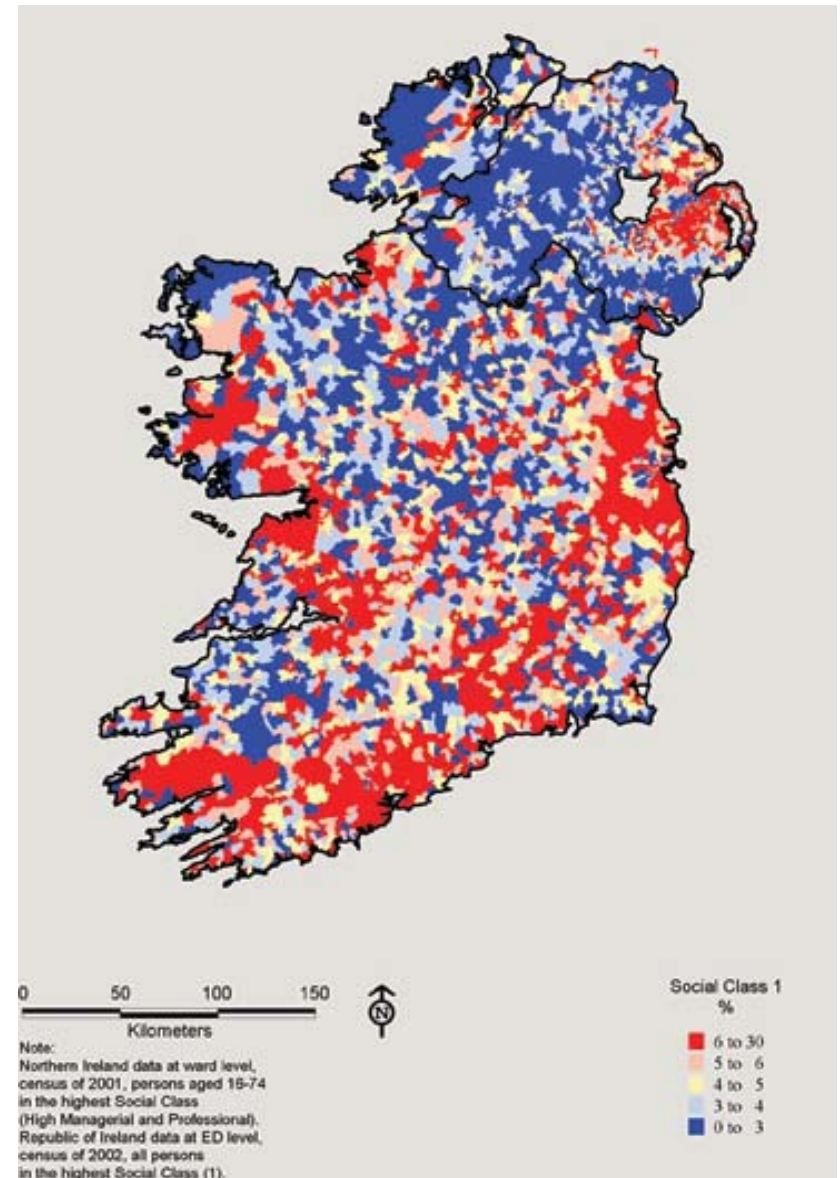 0 50 100 150
Kilometers
N
Note:
Northern Ireland data at ward level,
census of 2001, persons aged 16-74
in the highest Social Class
(High Managerial and Professional).
Republic of Ireland data at ED level,
census of 2002, all persons
in the highest Social Class (1).
Social Class 1
%
6 to 30
5 to 6
4 to 5
3 to 4
0 to 3